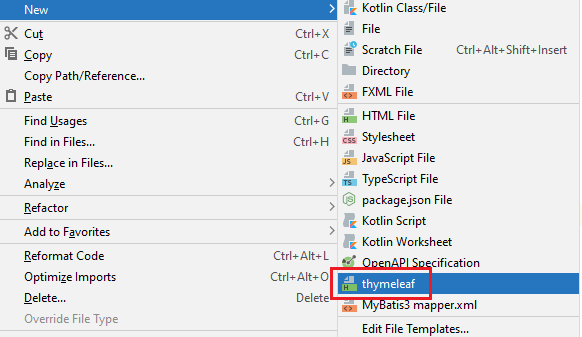 New
Cut Ctrl+X
Copy Ctrl+C
Copy Path/Reference...
Paste Ctrl+V
Find Usages Ctrl+G
Find in Files... Ctrl+H
Replace in Files...
Analyze
Refactor
Add to Favorites
Reformat Code Ctrl+Alt+L
Optimize Imports Ctrl+Alt+O
Delete... Delete
Override File Type
Kotlin Class/File
File
Scratch File Ctrl+Alt+Shift+Insert
Directory
FXML File
HTML File
Stylesheet
JavaScript File
TypeScript File
package.json File
Kotlin Script
Kotlin Worksheet
OpenAPI Specification
thymeleaf
MyBatis3 mapper.xml
Edit File Templates...